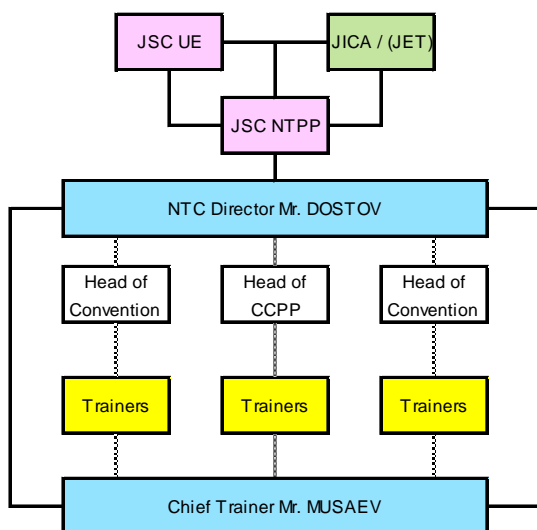 JSC UE
JICA / (JET)
JSC NTPP
NTC Director Mr. DOSTOV
Head of
Convention
Head of
CCPP
Head of
Convention
Trainers
Trainers
Trainers
Chief Trainer Mr. MUSAEV